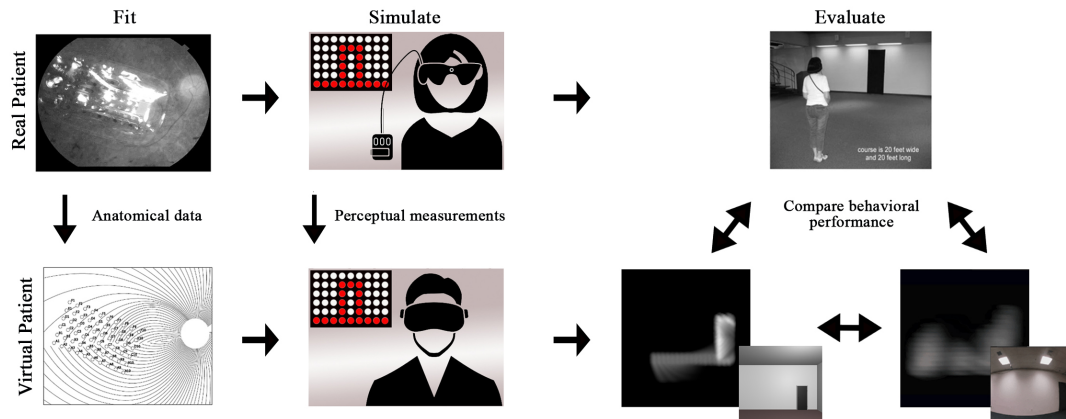 Fit
Simulate
Evaluate
Real Patient
course is 20 feet wide
and 20 feet long
Anatomical data
Perceptual measurements
Compare behavioral
performance
Virtual Patient